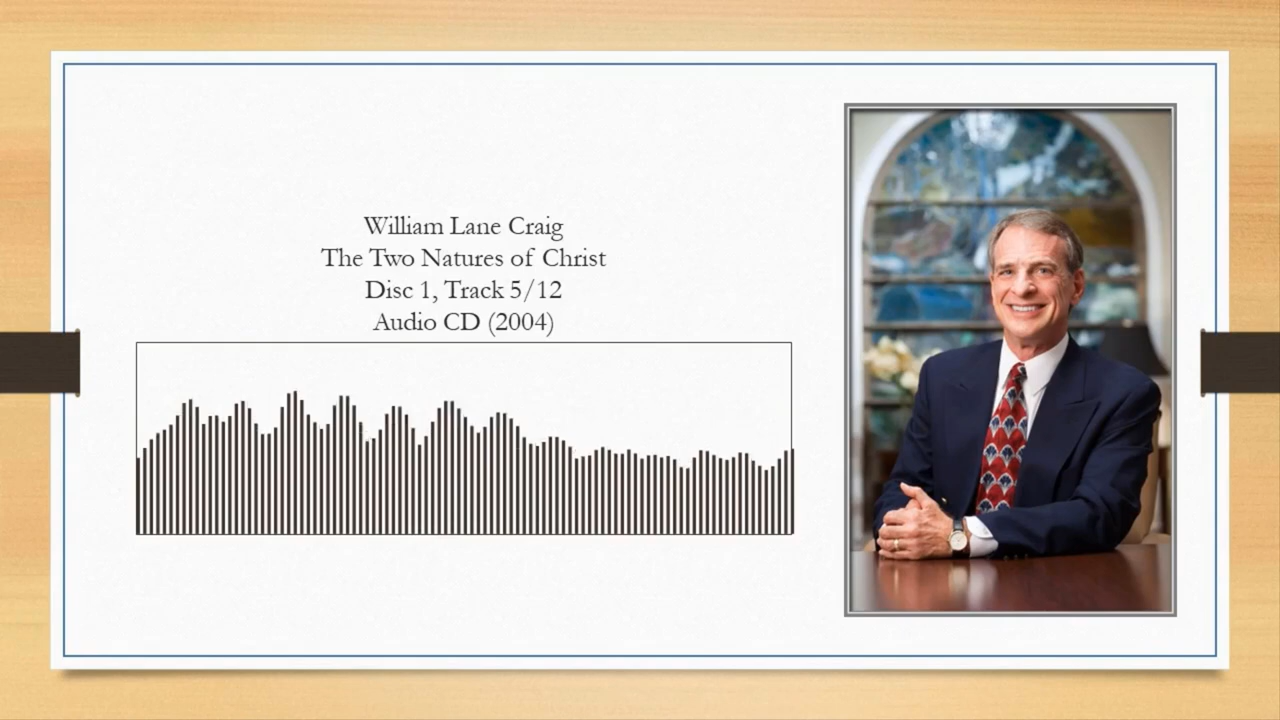 William Lane Craig
The Two Natures of Christ
Disc 1, Track 5/12
Audio CD (2004)